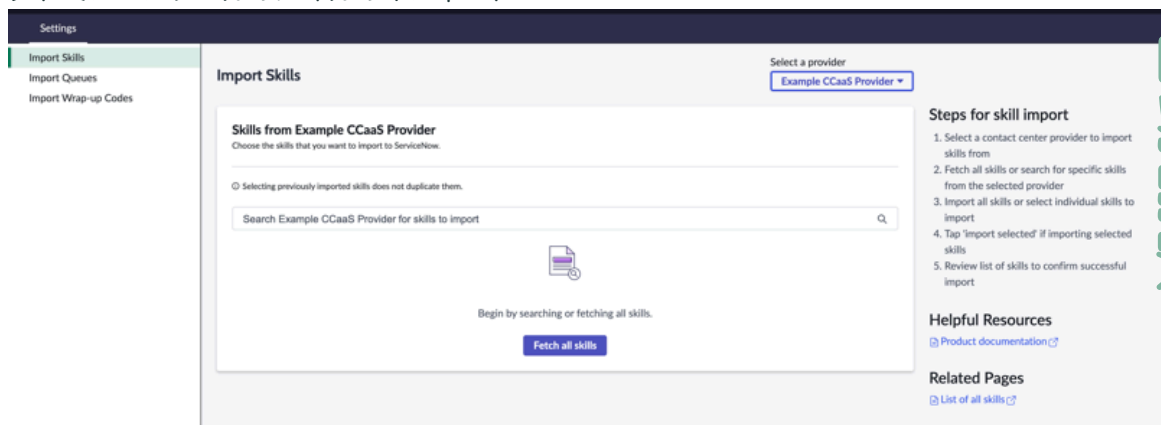 Settings
Import Skills
Import Queues
Import Wrap-up Codes
Import Skills
Select a provider
Example CCaaS Provider
Skills from Example CCaaS Provider
Choose the skills that you want to import to ServiceNow.
Selecting previously imported skills does not duplicate them.
Search Example CCaaS Provider for skills to import
Begin by searching or fetching all skills.
Fetch all skills
Steps for skill import
1. Select a contact center provider to import
skills from
2. Fetch all skills or search for specific skills
from the selected provider
3. Import all skills or select individual skills to
import
4. Tap 'import selected' if importing selected
skills
5. Review list of skills to confirm successful
import
Helpful Resources
Product documentation
Related Pages
List of all skills